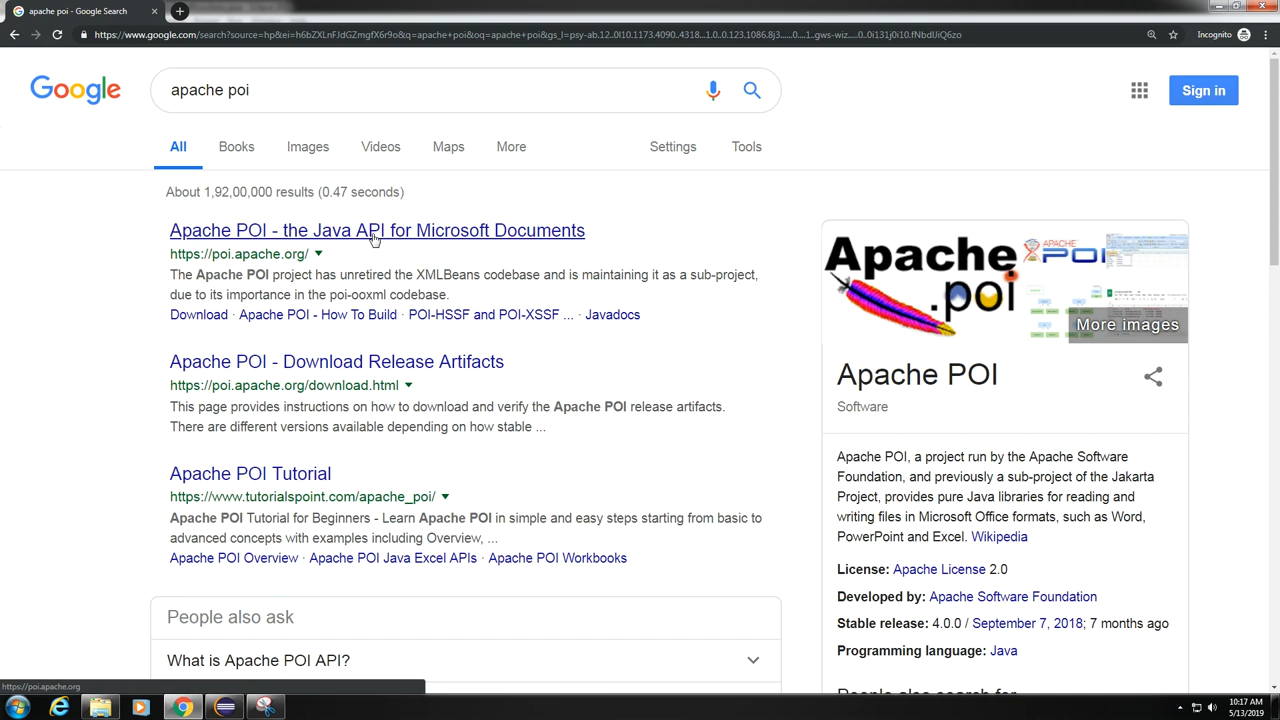 apache poi - Google Search
https://www.google.com/search?source=hp&ei=h6bZXLnFJdGZmgfX6r9o&q=apache+poi&oq=apache+poi&gs_l=psy-ab.12..0l10.1173.4090..4318...1.0..0.123.1086.8j3......0....1..gws-wiz.....0..0i131j0i10.fNbdUiQ6yzo
Incognito
Google
apache poi
Sign in
All
Books
Images
Videos
Maps
More
Settings
Tools
About 1,92,00,000 results (0.47 seconds)
Apache POI - the Java API for Microsoft Documents
https://poi.apache.org/
The Apache POI project has unretired the XMLBeans codebase and is maintaining it as a sub-project,
due to its importance in the poi-ooxml codebase.
Download · Apache POI - How To Build · POI-HSSF and POI-XSSF ... · Javadocs
Apache POI - Download Release Artifacts
https://poi.apache.org/download.html
This page provides instructions on how to download and verify the Apache POI release artifacts.
There are different versions available depending on how stable ...
Apache POI Tutorial
https://www.tutorialspoint.com/apache_poi/
Apache POI Tutorial for Beginners - Learn Apache POI in simple and easy steps starting from basic to
advanced concepts with examples including Overview, ...
Apache POI Overview · Apache POI Java Excel APIs · Apache POI Workbooks
People also ask
What is Apache POI API?
Apache
.poi
APACHE
POI
More images
Apache POI
Software
Apache POI, a project run by the Apache Software
Foundation, and previously a sub-project of the Jakarta
Project, provides pure Java libraries for reading and
writing files in Microsoft Office formats, such as Word,
PowerPoint and Excel. Wikipedia
License: Apache License 2.0
Developed by: Apache Software Foundation
Stable release: 4.0.0 / September 7, 2018; 7 months ago
Programming language: Java
People also search for
https://poi.apache.org
10:17 AM
5/13/2019